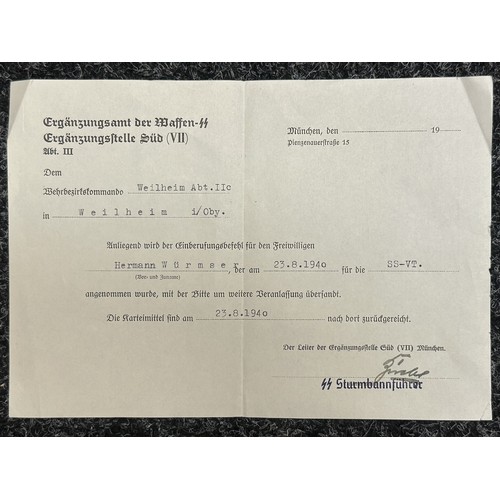 Ergänzungsamt der Waffen-ᛋᛋ
Ergänzungsstelle Süd (VII)
Abt. III
München, den 19
Pienzenauerstraße 15
Dem
Wehrbezirkskommando Weilheim Abt.IIc
in Weilheim i/Oby.
Anliegend wird der Einberufungsbefehl für den Freiwilligen
Hermann Würmser, der am 23.8.1940 für die SS-VT.
(Vor- und Zuname)
angenommen wurde, mit der Bitte um weitere Veranlassung übersandt.
Die Karteimittel sind am 23.8.1940 nach dort zurückgereicht.
Der Leiter der Ergänzungsstelle Süd (VII) München.
ᛋᛋ Sturmbannführer